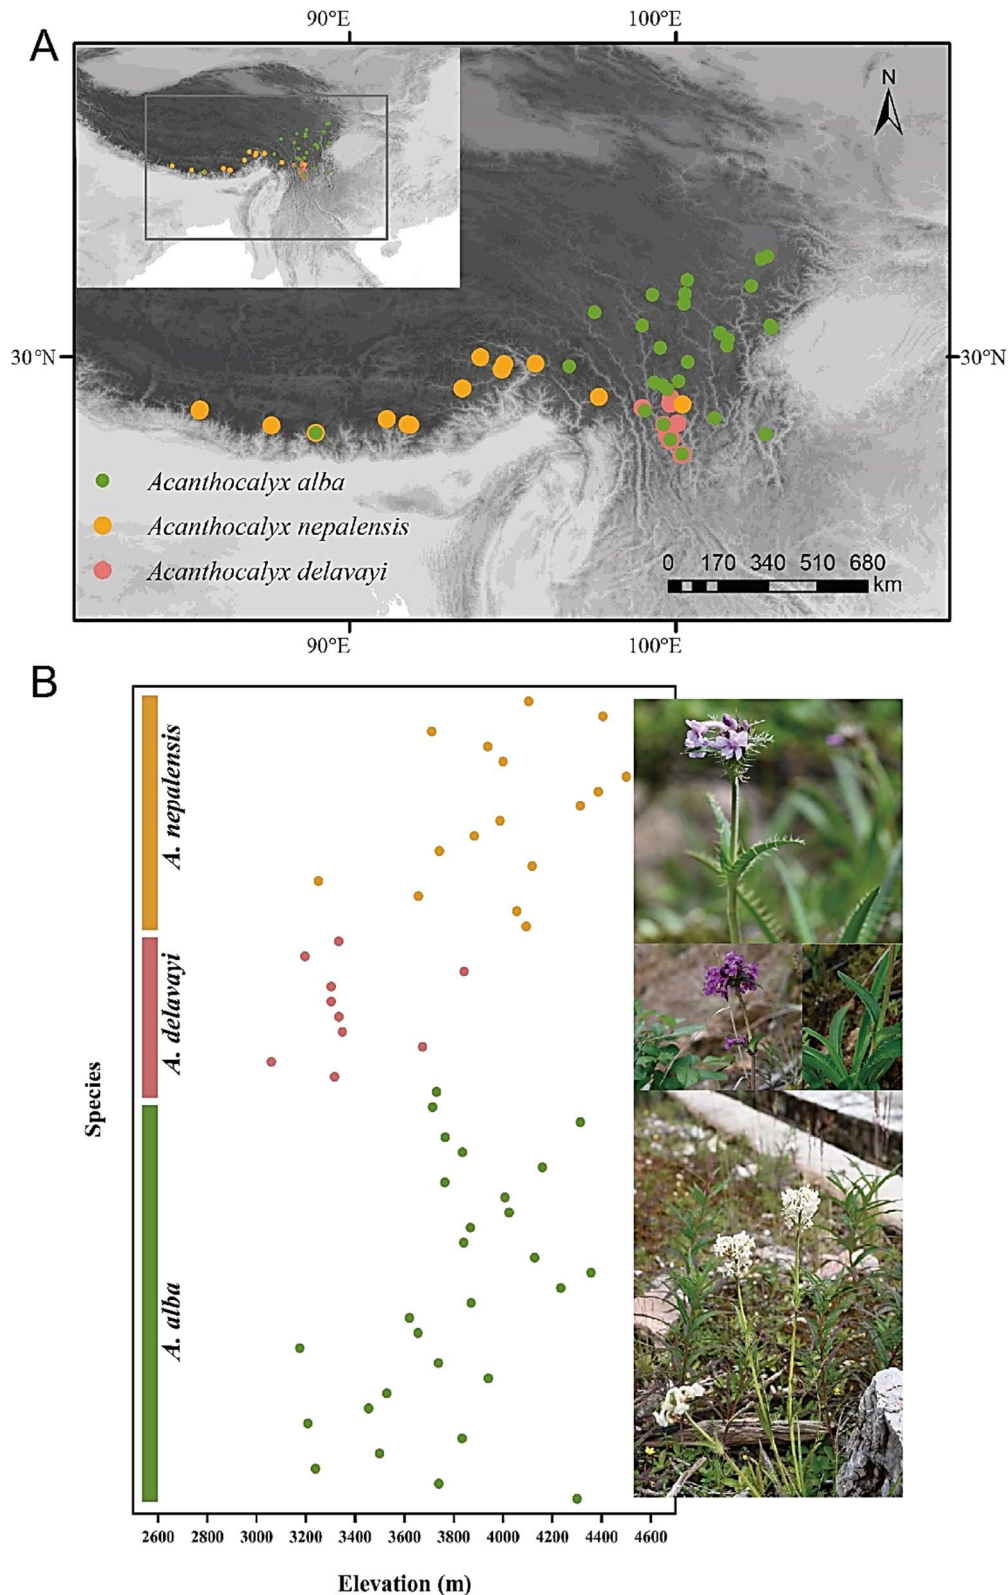 A
90°E
100°E
N
30°N
30°N
Acanthocalyx alba
Acanthocalyx nepalensis
Acanthocalyx delavayi
0 170 340 510 680
km
90°E
100°E
B
A. nepalensis
A. delavayi
Species
A. alba
2600 2800 3000 3200 3400 3600 3800 4000 4200 4400 4600
Elevation (m)